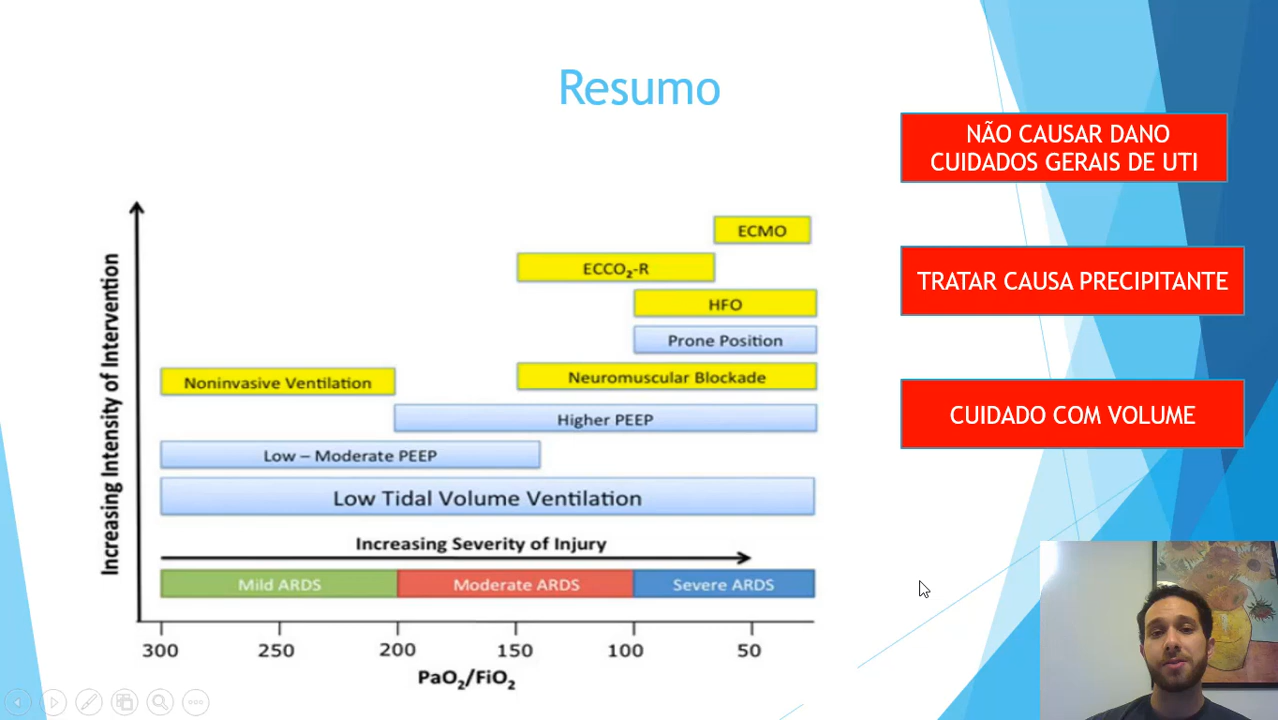 Resumo
NÃO CAUSAR DANO
CUIDADOS GERAIS DE UTI
TRATAR CAUSA PRECIPITANTE
CUIDADO COM VOLUME
Increasing Intensity of Intervention
ECMO
ECCO₂-R
HFO
Prone Position
Noninvasive Ventilation
Neuromuscular Blockade
Higher PEEP
Low – Moderate PEEP
Low Tidal Volume Ventilation
Increasing Severity of Injury
Mild ARDS
Moderate ARDS
Severe ARDS
300 250 200 150 100 50
PaO₂/FiO₂